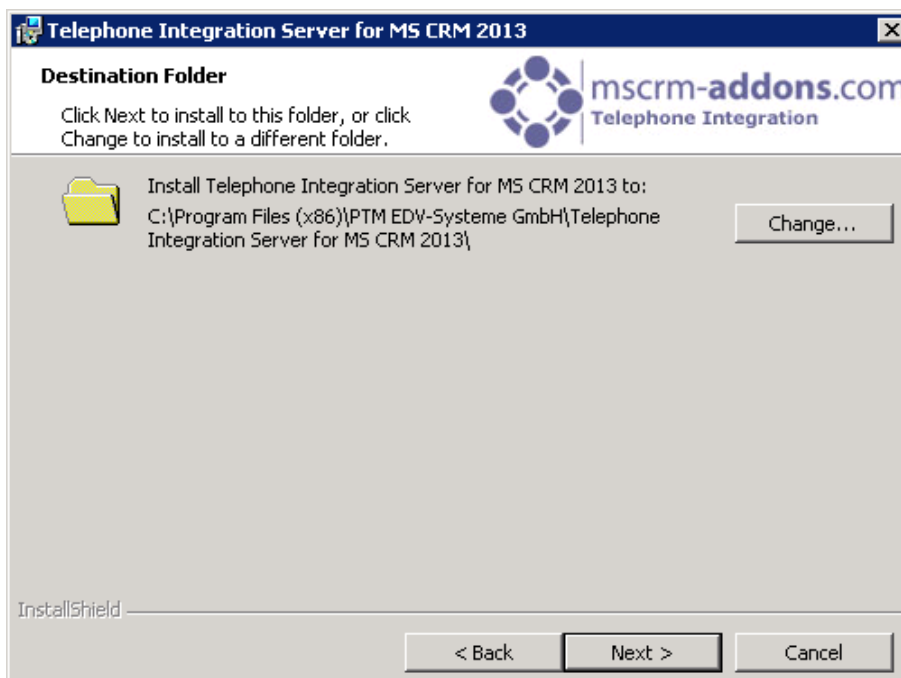 Telephone Integration Server for MS CRM 2013
Destination Folder
Click Next to install to this folder, or click
Change to install to a different folder.
mscrm-addons.com
Telephone Integration
Install Telephone Integration Server for MS CRM 2013 to:
C:\Program Files (x86)\PTM EDV-Systeme GmbH\Telephone
Integration Server for MS CRM 2013\
Change...
InstallShield
< Back
Next >
Cancel